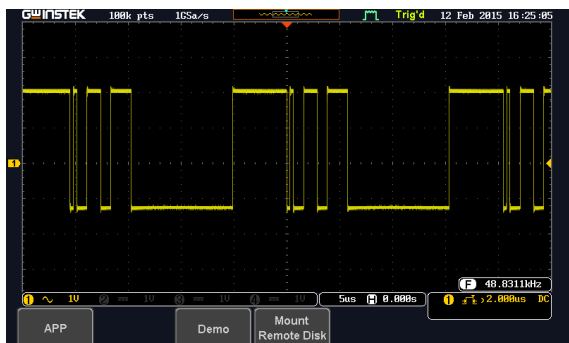 GWINSTEK 100k pts 1GSa/s Trig'd 12 Feb 2015 16:25:05
1
F 48.8311kHz
1 1V 2 1V 3 1V 4 1V 5us H 0.000s 1 >2.000us DC
APP Demo Mount
Remote Disk